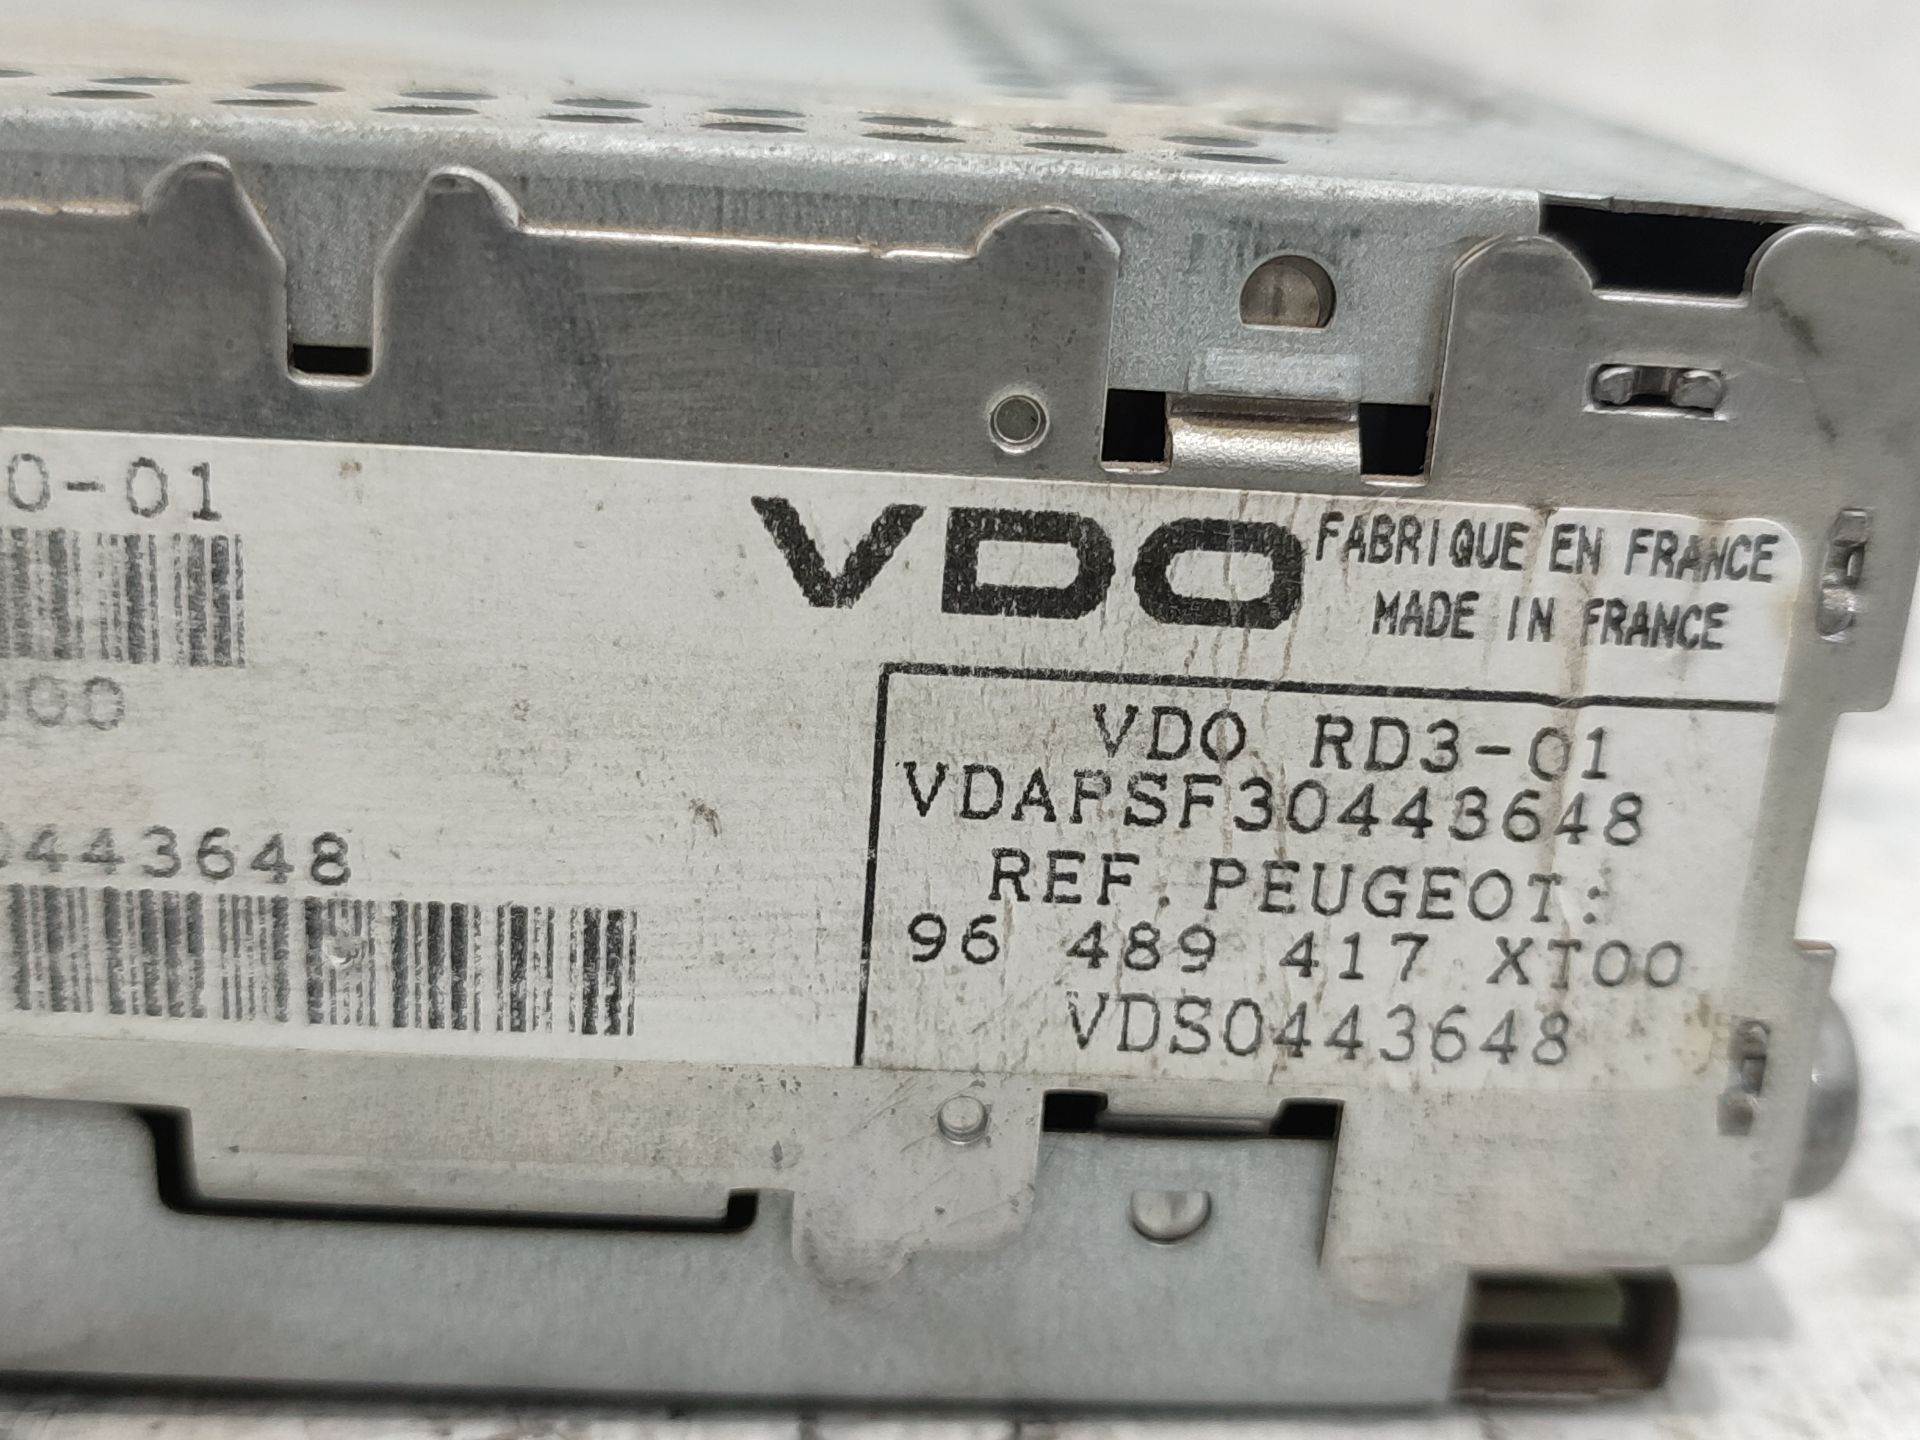 0-01
VDO
FABRIQUE EN FRANCE
MADE IN FRANCE
000
VDO RD3-01
VDAPSF30443648
0443648
REF. PEUGEOT:
96 489 417 XT00
VDS0443648